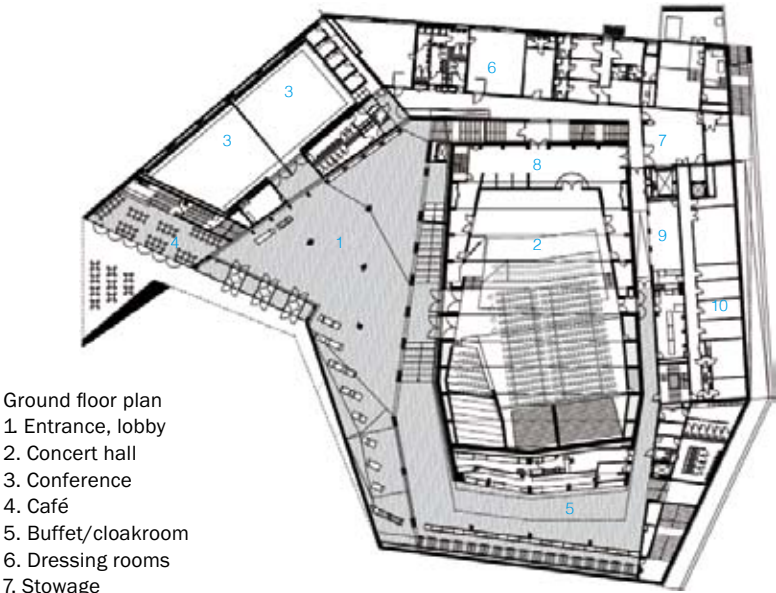 3
6
3
7
8
9
4
1
2
10
5
Ground floor plan
1 Entrance, lobby
2. Concert hall
3. Conference
4. Café
5. Buffet/cloakroom
6. Dressing rooms
7. Stowage